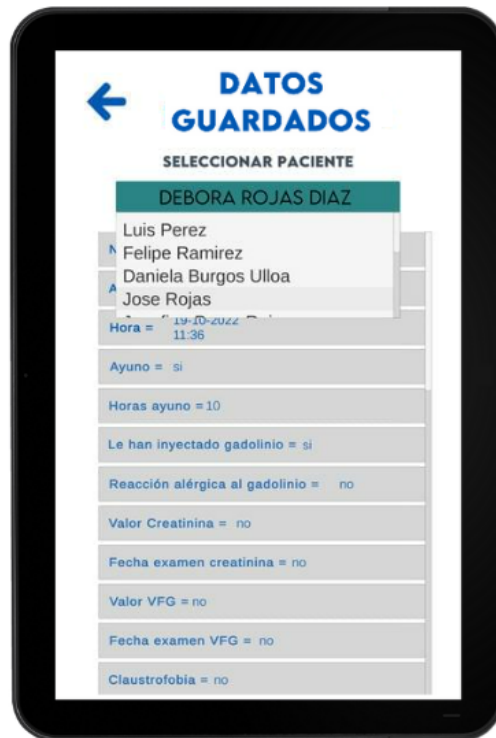 DATOS
GUARDADOS
SELECCIONAR PACIENTE
DEBORA ROJAS DIAZ
Luis Perez
Felipe Ramirez
Daniela Burgos Ulloa
Jose Rojas
N
A
Hora = 19-10-2022
11:36
Ayuno = si
Horas ayuno = 10
Le han inyectado gadolinio = si
Reacción alérgica al gadolinio = no
Valor Creatinina = no
Fecha examen creatinina = no
Valor VFG = no
Fecha examen VFG = no
Claustrofobia = no